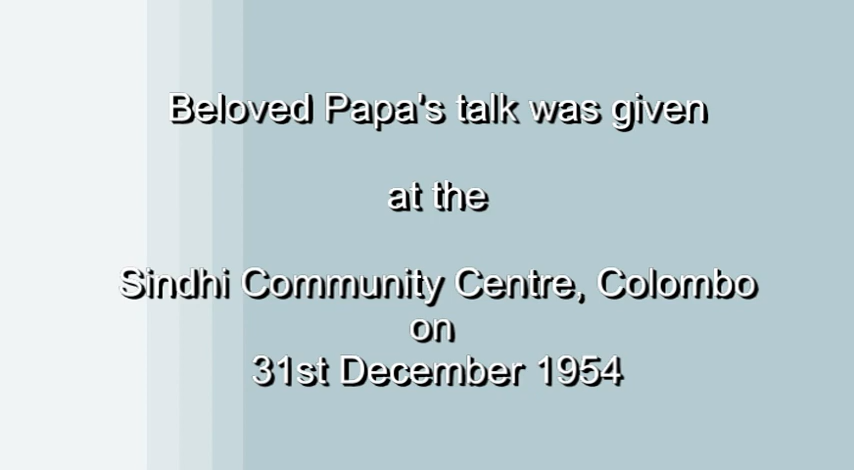 Beloved Papa's talk was given
at the
Sindhi Community Centre, Colombo
on
31st December 1954